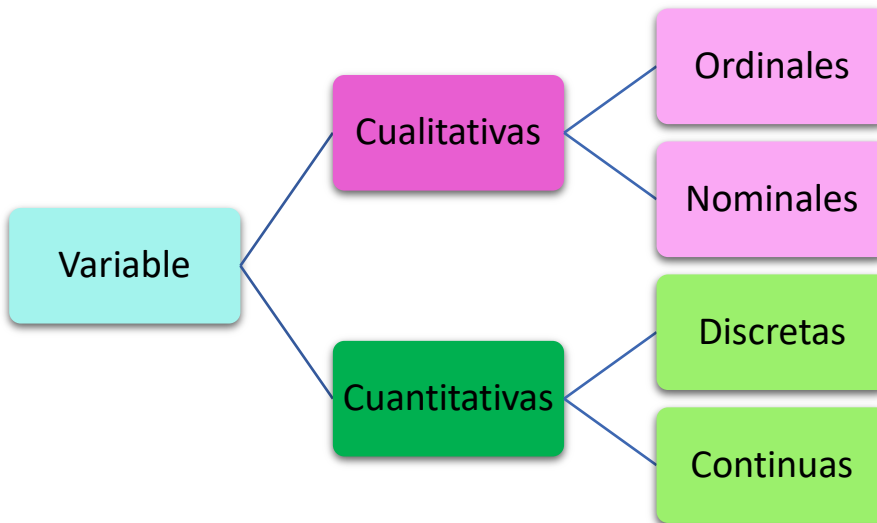 Variable
Cualitativas
Ordinales
Nominales
Cuantitativas
Discretas
Continuas